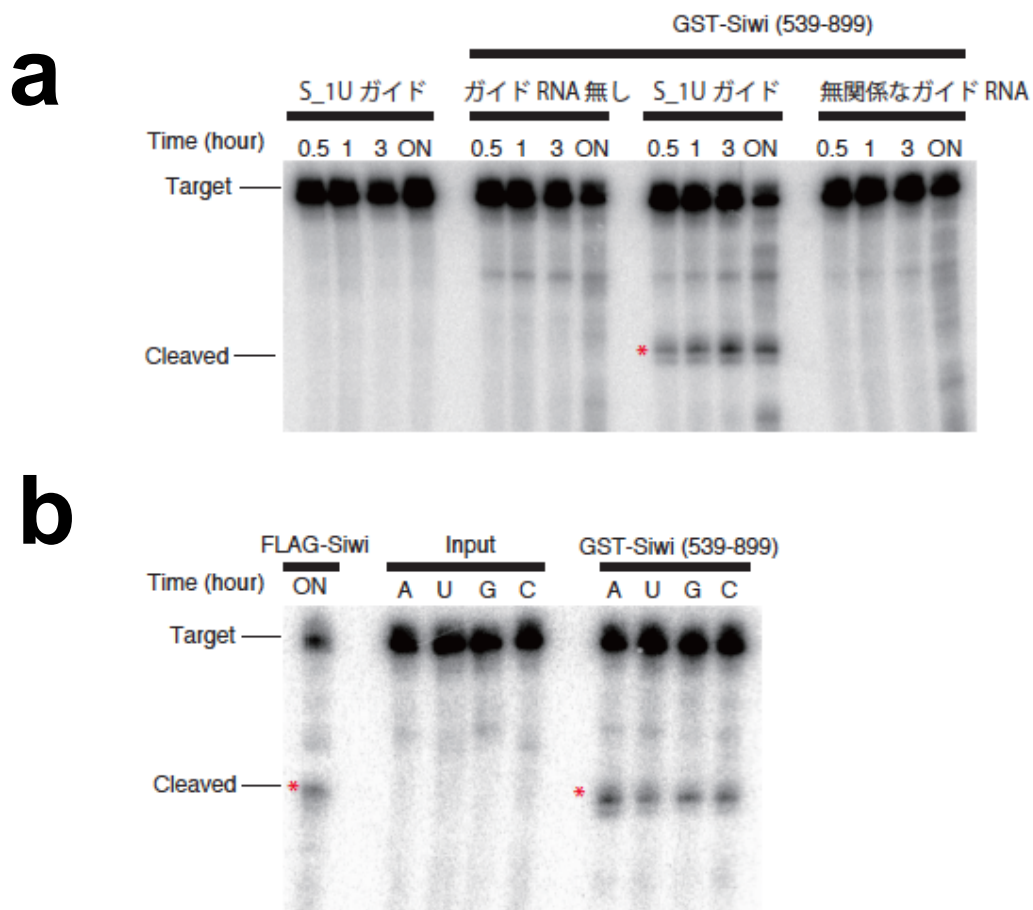 a
GST-Siwi (539-899)
S_1U ガイド ガイド RNA 無し S_1U ガイド 無関係なガイド RNA
Time (hour) 0.5 1 3 ON 0.5 1 3 ON 0.5 1 3 ON 0.5 1 3 ON
Target
*
Cleaved
b
FLAG-Siwi Input GST-Siwi (539-899)
Time (hour) ON A U G C A U G C
Target
Cleaved * *